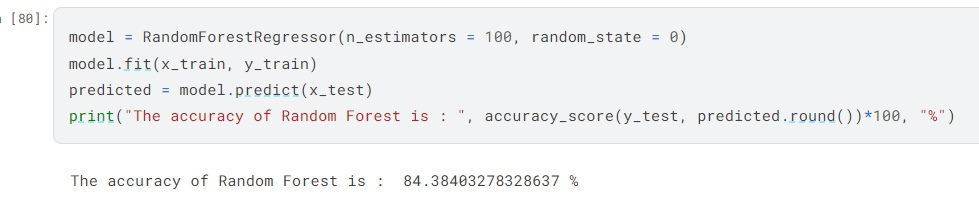 [80]:
model = RandomForestRegressor(n_estimators = 100, random_state = 0)
model.fit(x_train, y_train)
predicted = model.predict(x_test)
print("The accuracy of Random Forest is : ", accuracy_score(y_test, predicted.round())*100, "%")
The accuracy of Random Forest is :  84.38403278328637 %